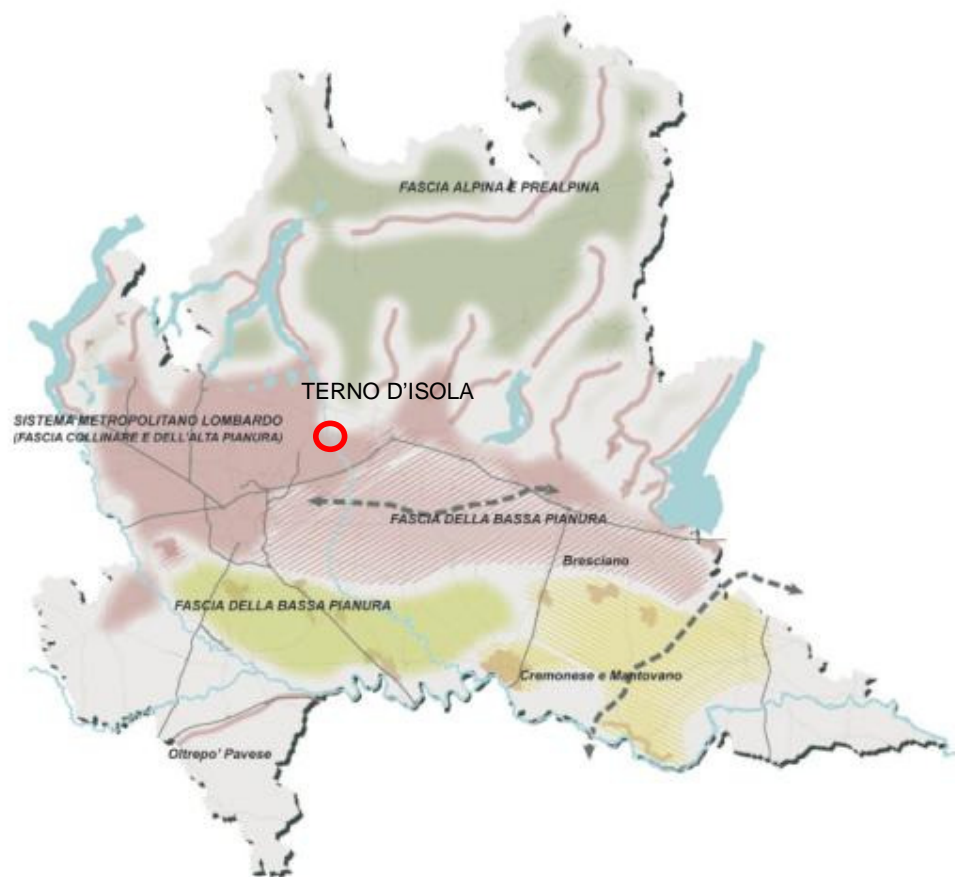 FASCIA ALPINA E PREALPINA
TERNO D'ISOLA
SISTEMA METROPOLITANO LOMBARDO
(FASCIA COLLINARE E DELL'ALTA PIANURA)
FASCIA DELLA BASSA PIANURA
Bresciano
FASCIA DELLA BASSA PIANURA
Cremonese e Mantovano
Oltrepo' Pavese